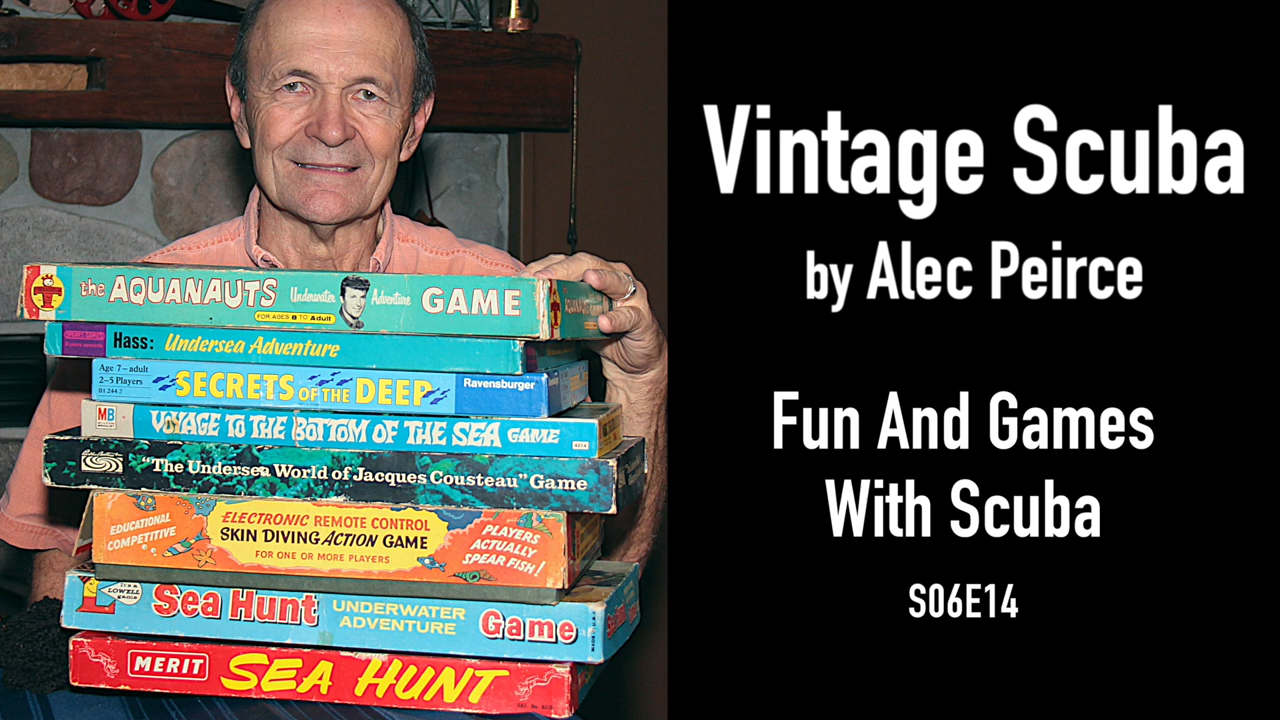 the AQUANAUTS Underwater Adventure GAME
FOR AGES 8 TO Adult
Hass: Undersea Adventure
Age 7–adult
2–5 Players
01 244 2
SECRETS OF THE DEEP
Ravensburger
MB
VOYAGE TO THE BOTTOM OF THE SEA GAME
4514
"The Undersea World of Jacques Cousteau" Game
EDUCATIONAL
COMPETITIVE
ELECTRONIC REMOTE CONTROL
SKIN DIVING ACTION GAME
FOR ONE OR MORE PLAYERS
PLAYERS
ACTUALLY
SPEAR FISH!
It's a
LOWELL
game
Sea Hunt
UNDERWATER
ADVENTURE
Game
MERIT
SEA HUNT
Vintage Scuba
by Alec Peirce
Fun And Games
With Scuba
S06E14